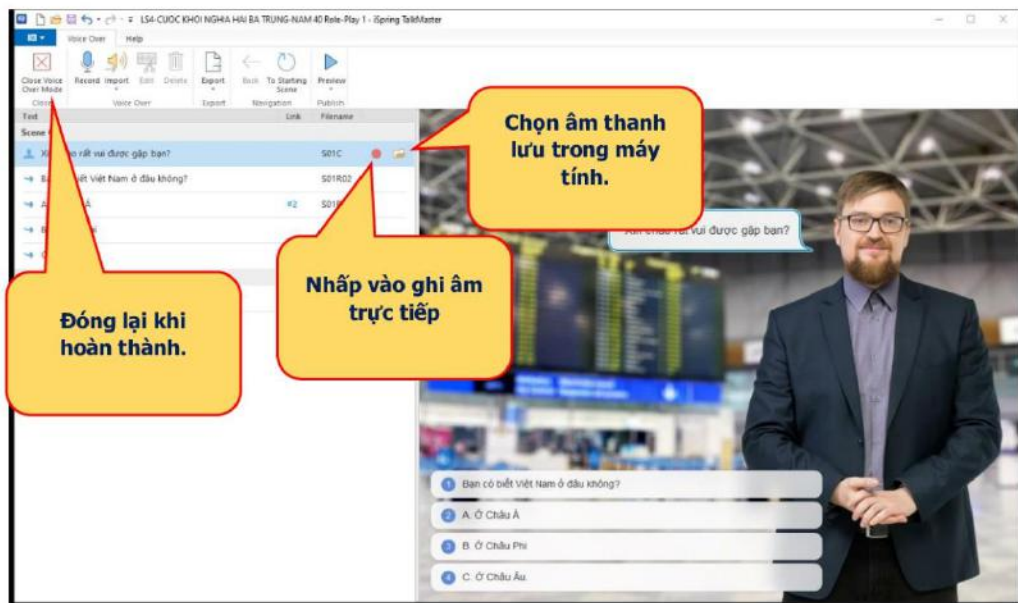 LS4-CUOC KHOI NGHIA HAI BA TRUNG-NAM 40 Role-Play 1 - iSpring TalkMaster
Voice Over Help
Close Voice Over Mode
Record Import Edit Delete
Export
Back To Starting Scene
Preview
Voice Over Export Navigation Publish
Text Link Filename
rất vui được gặp bạn? S01C
biết Việt Nam ở đâu không? S01R02
#2
Chọn âm thanh
lưu trong máy
tính.
Nhấp vào ghi âm
trực tiếp
Đóng lại khi
hoàn thành.
vui được gặp bạn?
1 Bạn có biết Việt Nam ở đâu không?
2 A. Ở Châu Á
3 B. Ở Châu Phi
4 C. Ở Châu Âu.